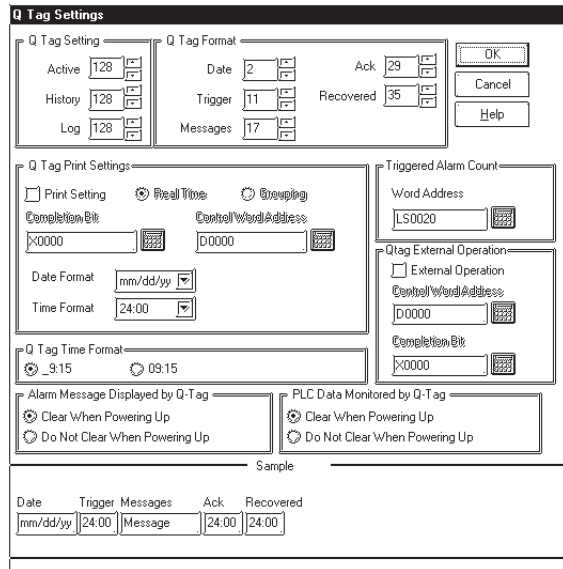 Q Tag Settings
Q Tag Setting
Active 128
History 128
Log 128
Q Tag Format
Date 2
Trigger 11
Messages 17
Ack 29
Recovered 35
OK
Cancel
Help
Q Tag Print Settings
Print Setting Real Time Grouping
Completion Bit Control Word Address
X0000 D0000
Date Format mm/dd/yy
Time Format 24:00
Triggered Alarm Count
Word Address
LS0020
Qtag External Operation
External Operation
Control Word Address
D0000
Completion Bit
X0000
Q Tag Time Format
_9:15 09:15
Alarm Message Displayed by Q-Tag
Clear When Powering Up
Do Not Clear When Powering Up
PLC Data Monitored by Q-Tag
Clear When Powering Up
Do Not Clear When Powering Up
Sample
Date Trigger Messages Ack Recovered
mm/dd/yy 24:00 Message 24:00 24:00